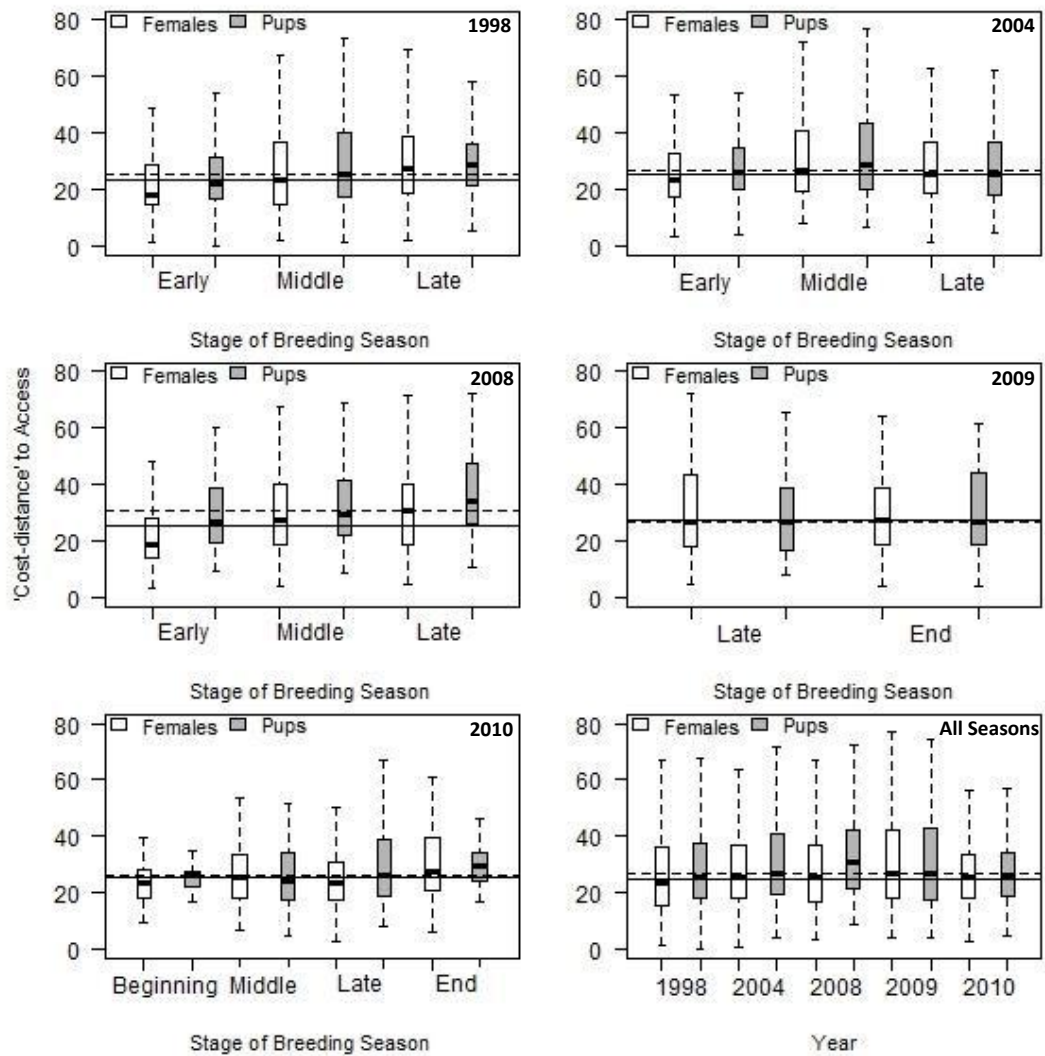 80 Females Pups 1998
60
40
20
0
Early Middle Late
Stage of Breeding Season
80 Females Pups 2004
60
40
20
0
Early Middle Late
Stage of Breeding Season
'Cost-distance' to Access
80 Females Pups 2008
60
40
20
0
Early Middle Late
Stage of Breeding Season
80 Females Pups 2009
60
40
20
0
Late End
Stage of Breeding Season
80 Females Pups 2010
60
40
20
0
Beginning Middle Late End
Stage of Breeding Season
80 Females Pups All Seasons
60
40
20
0
1998 2004 2008 2009 2010
Year